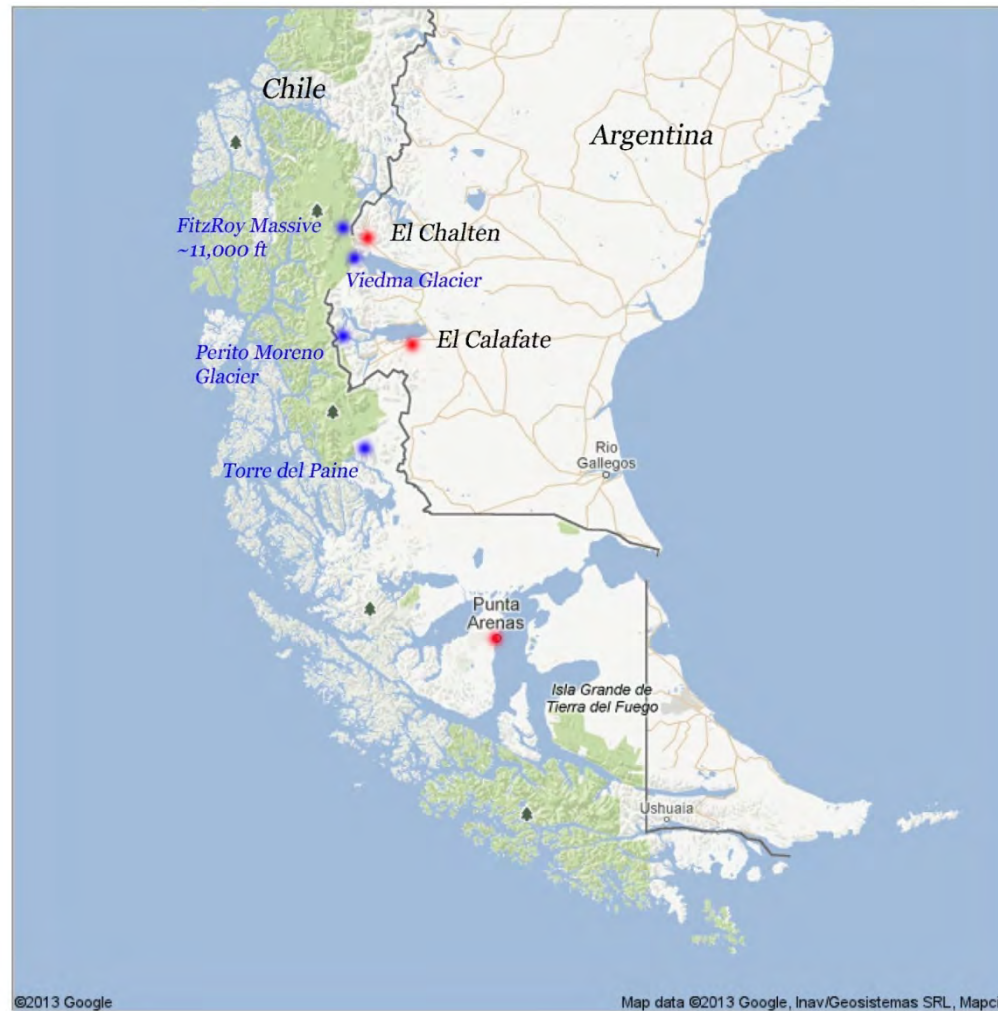 Chile
Argentina
FitzRoy Massive
~11,000 ft
El Chalten
Viedma Glacier
El Calafate
Perito Moreno
Glacier
Rio
Gallegos
Torre del Paine
Punta
Arenas
Isla Grande de
Tierra del Fuego
Ushuaia
©2013 Google
Map data ©2013 Google, Inav/Geosistemas SRL, Mapci